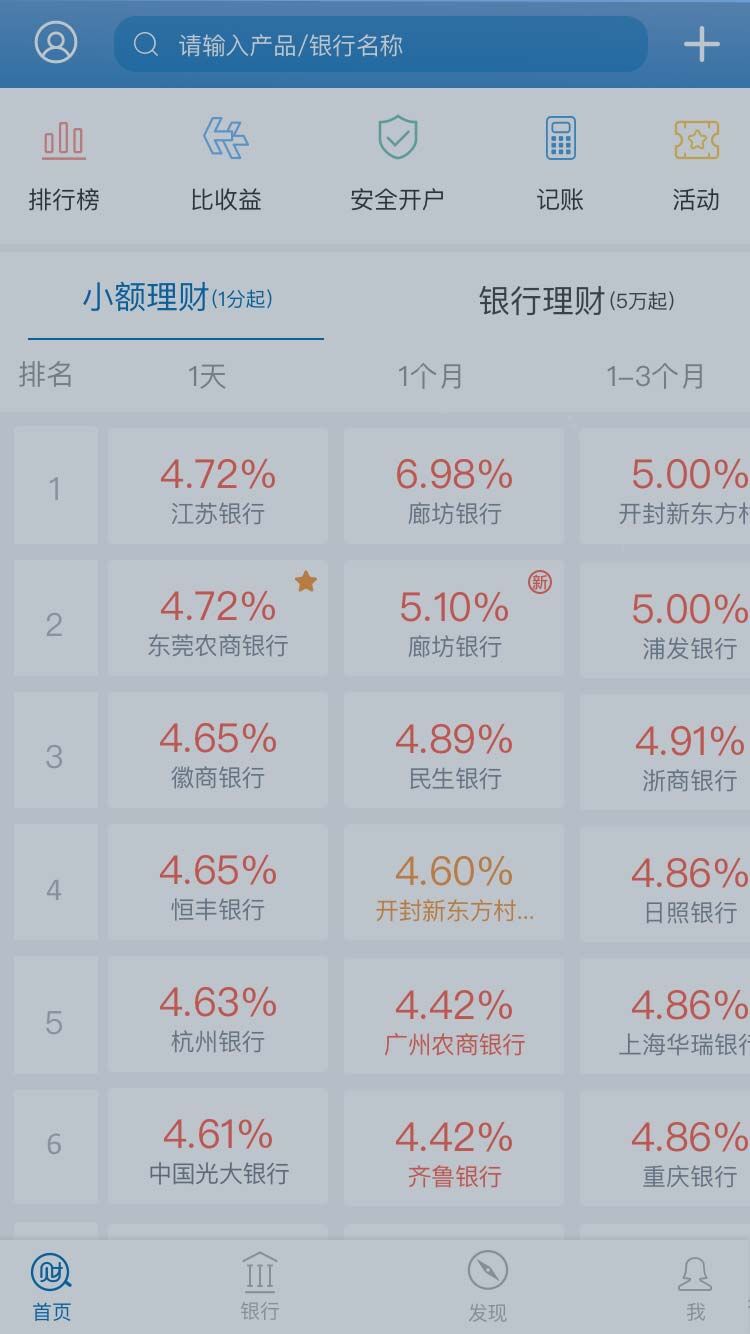 请输入产品/银行名称
排行榜 比收益 安全开户 记账 活动
小额理财(1分起) 银行理财(5万起)
排名 1天 1个月 1-3个月
1 4.72% 6.98% 5.00%
江苏银行 廊坊银行 开封新东方
新
2 4.72% 5.10% 5.00%
东莞农商银行 廊坊银行 浦发银行
3 4.65% 4.89% 4.91%
徽商银行 民生银行 浙商银行
4 4.65% 4.60% 4.86%
恒丰银行 开封新东方村... 日照银行
5 4.63% 4.42% 4.86%
杭州银行 广州农商银行 上海华瑞银
6 4.61% 4.42% 4.86%
中国光大银行 齐鲁银行 重庆银行
首页 银行 发现 我